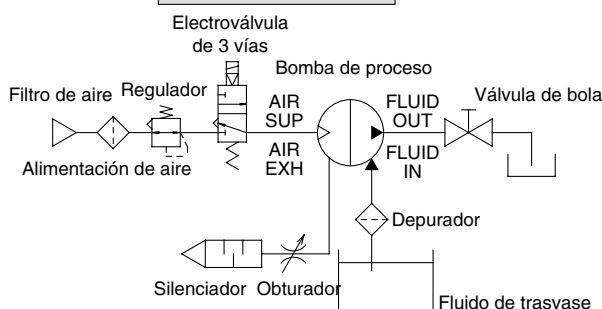 Electroválvula
de 3 vías
Bomba de proceso
Filtro de aire
Regulador
AIR
SUP
FLUID
OUT
Válvula de bola
AIR
EXH
FLUID
IN
Alimentación de aire
Depurador
Silenciador
Obturador
Fluido de trasvase